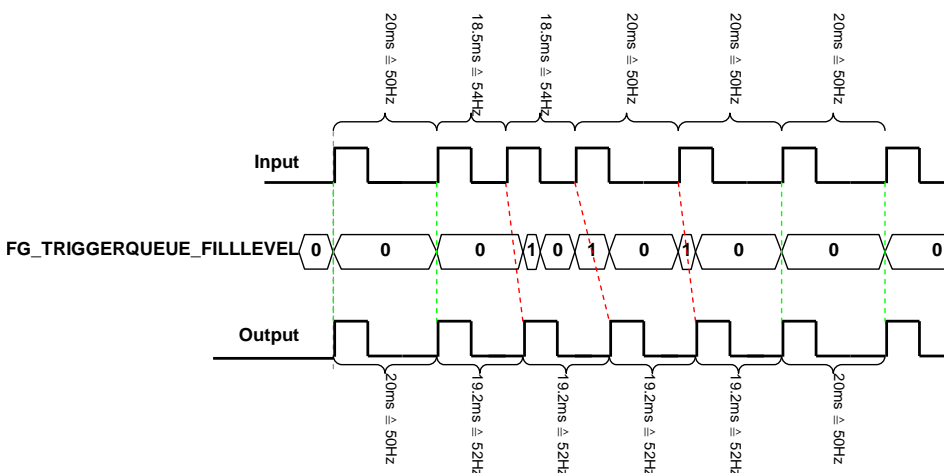 20ms ≙ 50Hz
18.5ms ≙ 54Hz
18.5ms ≙ 54Hz
20ms ≙ 50Hz
20ms ≙ 50Hz
20ms ≙ 50Hz
Input
FG_TRIGGERQUEUE_FILLLEVEL 0 0 0 1 0 1 0 1 0 0 0
Output
20ms ≙ 50Hz
19.2ms ≙ 52Hz
19.2ms ≙ 52Hz
19.2ms ≙ 52Hz
19.2ms ≙ 52Hz
20ms ≙ 50Hz